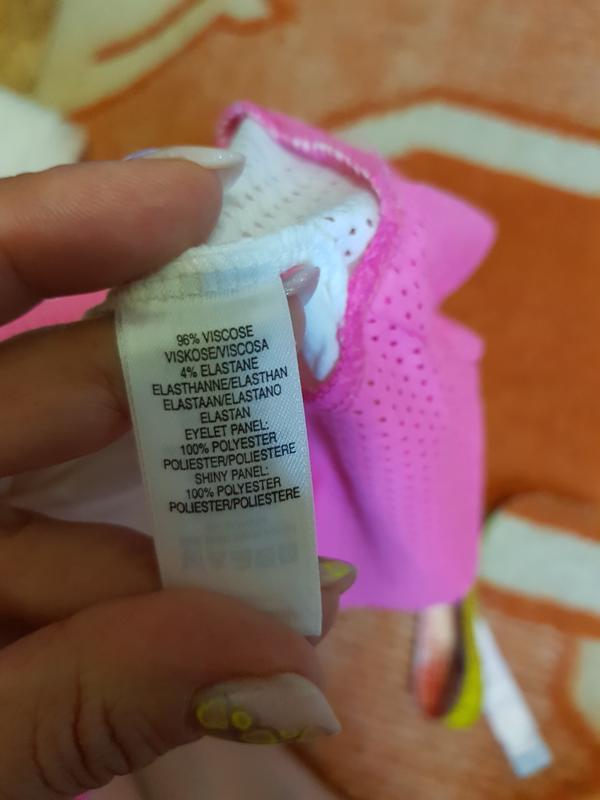 96% VISCOSE
VISKOSE/VISCOSA
4% ELASTANE
ELASTHANNE/ELASTHAN
ELASTAAN/ELASTANO
ELASTAN
EYELET PANEL:
100% POLYESTER
POLIESTER/POLIESTERE
SHINY PANEL:
100% POLYESTER
POLIESTER/POLIESTERE